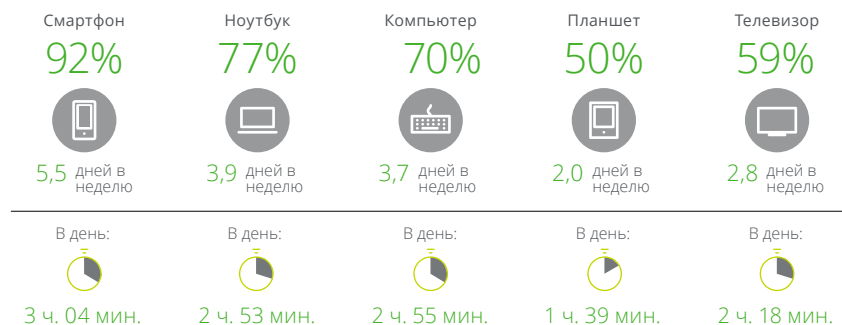 Смартфон
Ноутбук
Компьютер
Планшет
Телевизор
92%
77%
70%
50%
59%
5,5 дней в
неделю
3,9 дней в
неделю
3,7 дней в
неделю
2,0 дней в
неделю
2,8 дней в
неделю
В день:
В день:
В день:
В день:
В день:
3 ч. 04 мин.
2 ч. 53 мин.
2 ч. 55 мин.
1 ч. 39 мин.
2 ч. 18 мин.